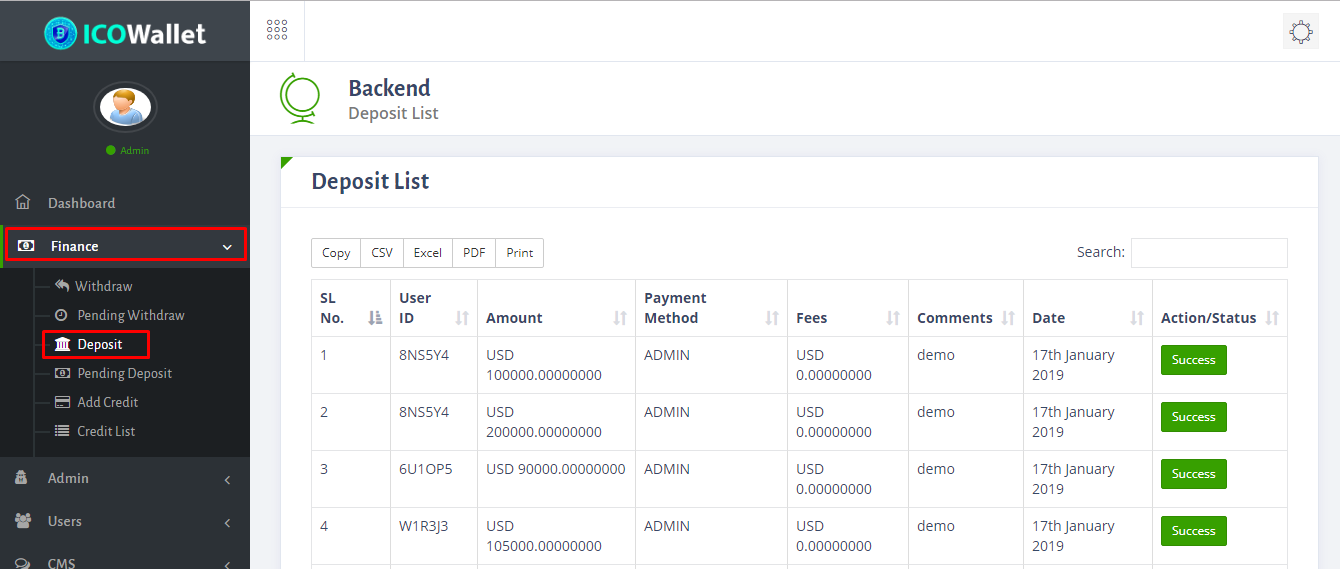 ICOWallet
Admin
Dashboard
Finance
Withdraw
Pending Withdraw
Deposit
Pending Deposit
Add Credit
Credit List
Admin
Users
CMS
Backend
Deposit List
Deposit List
Copy CSV Excel PDF Print
Search:
SL No. User ID Amount Payment Method Fees Comments Date Action/Status
1 8NS5Y4 USD 100000.00000000 ADMIN USD 0.00000000 demo 17th January 2019 Success
2 8NS5Y4 USD 200000.00000000 ADMIN USD 0.00000000 demo 17th January 2019 Success
3 6U1OP5 USD 90000.00000000 ADMIN USD 0.00000000 demo 17th January 2019 Success
4 W1R3J3 USD 105000.00000000 ADMIN USD 0.00000000 demo 17th January 2019 Success